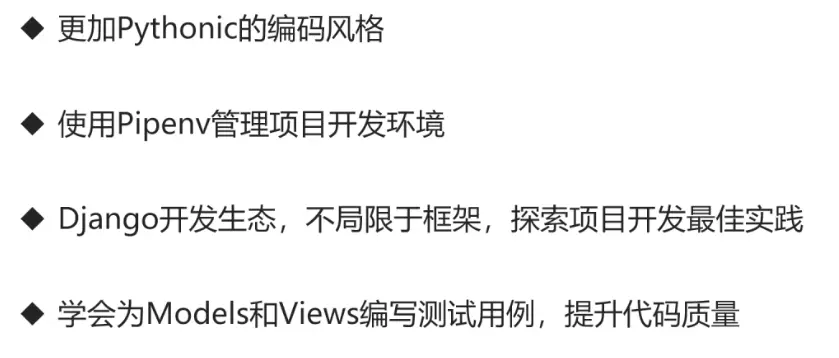 ◆ 更加Pythonic的编码风格
◆ 使用Pipenv管理项目开发环境
◆ Django开发生态，不局限于框架，探索项目开发最佳实践
◆ 学会为Models和Views编写测试用例，提升代码质量